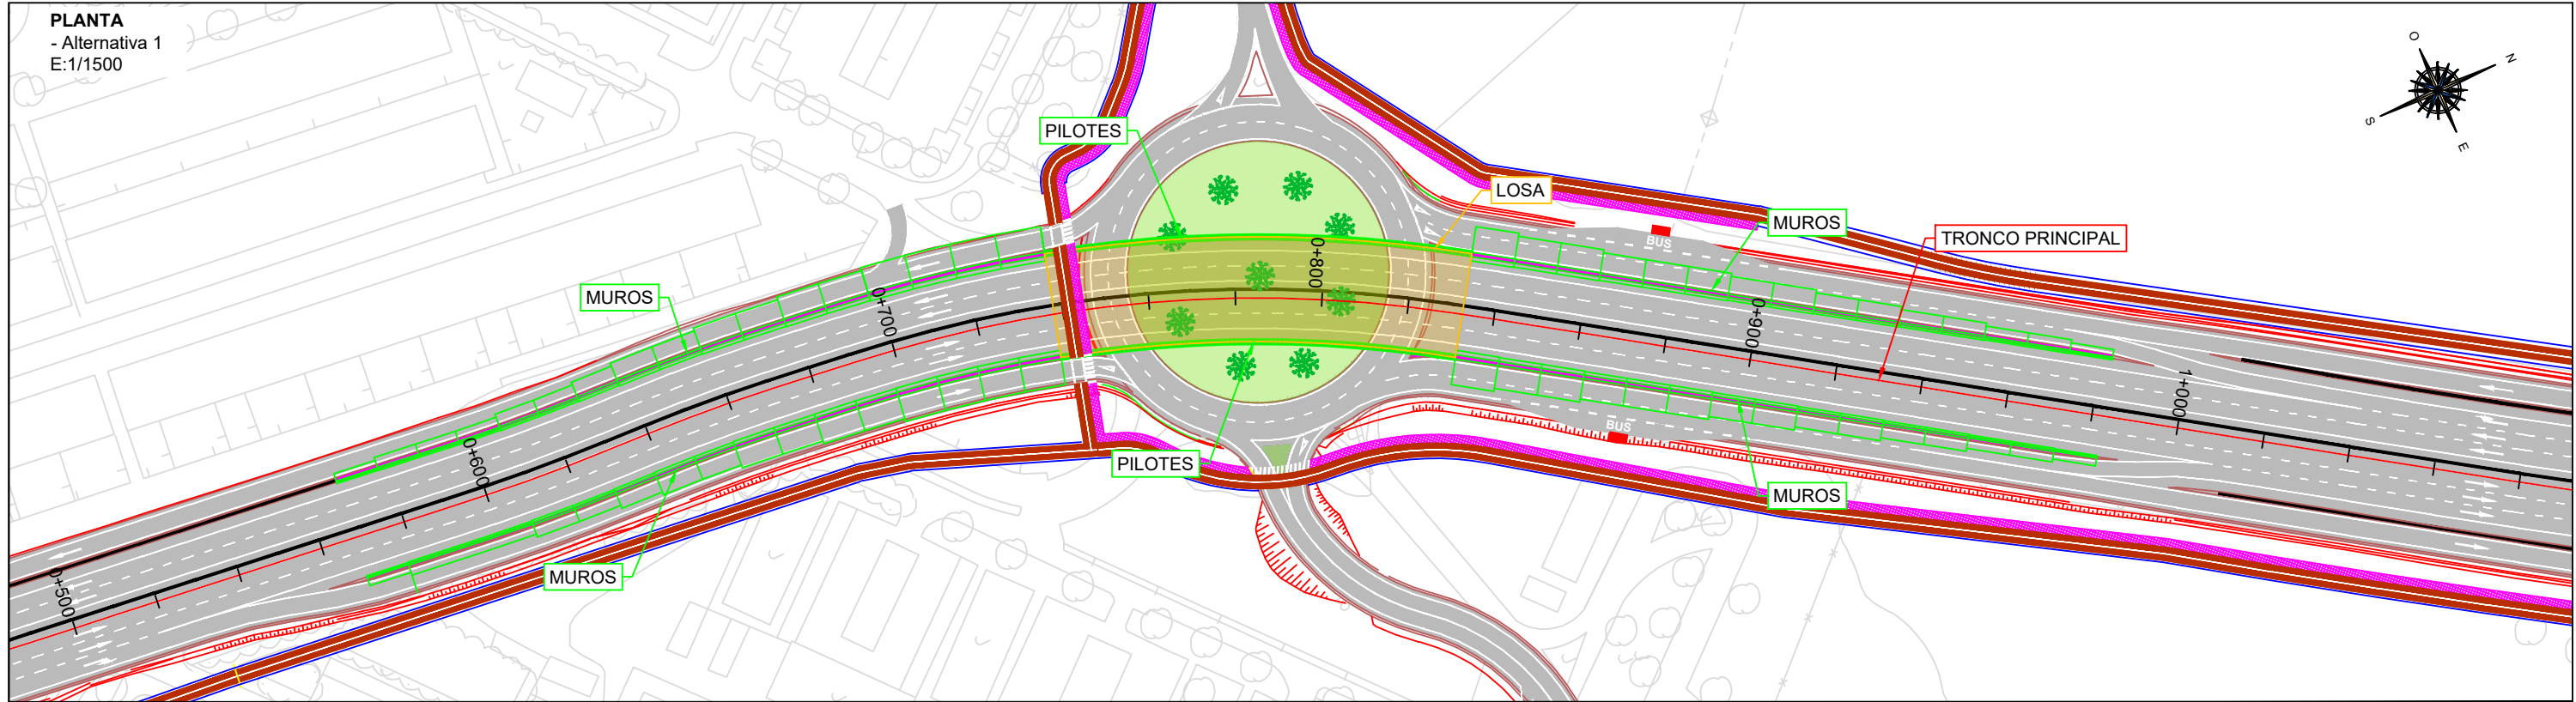 PLANTA
- Alternativa 1
E:1/1500
O
N
S
E
PILOTES
LOSA
MUROS
TRONCO PRINCIPAL
BUS
MUROS
0+800
0+700
0+900
0+600
1+000
0+500
BUS
PILOTES
MUROS
MUROS